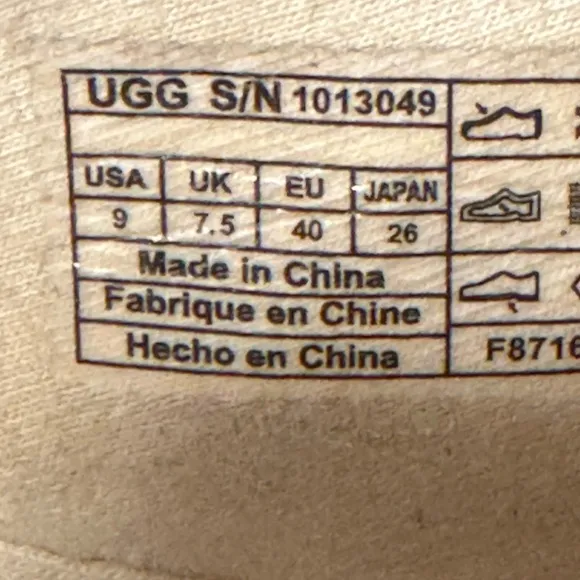 UGG S/N 1013049
USA UK EU JAPAN
9 7.5 40 26
Made in China
Fabrique en Chine
Hecho en China
F8716